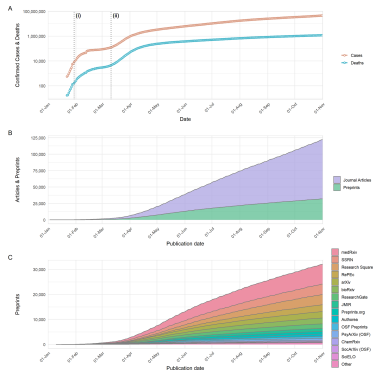 A
(i)
(ii)
100,000,000
1,000,000
10,000
100
Confirmed Cases & Deaths
01-Jan
01-Feb
01-Mar
01-Apr
01-May
01-Jun
01-Jul
01-Aug
01-Sep
01-Oct
01-Nov
Date
Cases
Deaths
B
125,000
100,000
75,000
50,000
25,000
0
Articles & Preprints
01-Jan
01-Feb
01-Mar
01-Apr
01-May
01-Jun
01-Jul
01-Aug
01-Sep
01-Oct
01-Nov
Publication date
Journal Articles
Preprints
C
30,000
20,000
10,000
0
Preprints
01-Jan
01-Feb
01-Mar
01-Apr
01-May
01-Jun
01-Jul
01-Aug
01-Sep
01-Oct
01-Nov
Publication date
medRxiv
SSRN
Research Square
RePEc
arXiv
bioRxiv
ResearchGate
JMIR
Preprints.org
Authorea
OSF Preprints
PsyArXiv (OSF)
ChemRxiv
SocArXiv (OSF)
SciELO
Other